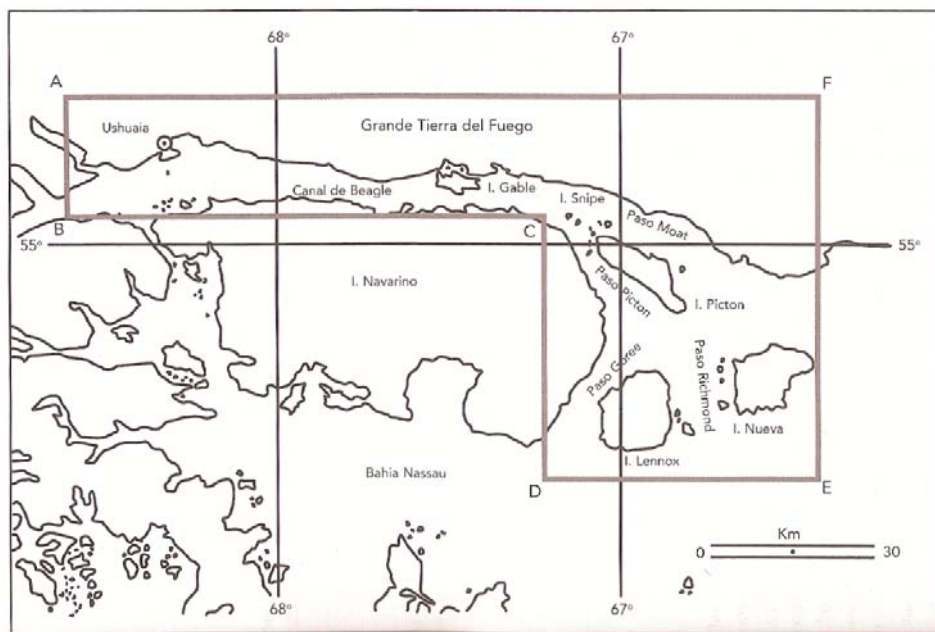 68°
67°
A
F
Ushuaia
Grande Tierra del Fuego
Canal de Beagle
I. Gable
I. Snipe
Paso Moat
B
C
55°
55°
I. Navarino
Paso Picton
I. Picton
Paso Goree
Paso Richmond
I. Nueva
I. Lennox
Bahia Nassau
D
E
Km
0
30
68°
67°